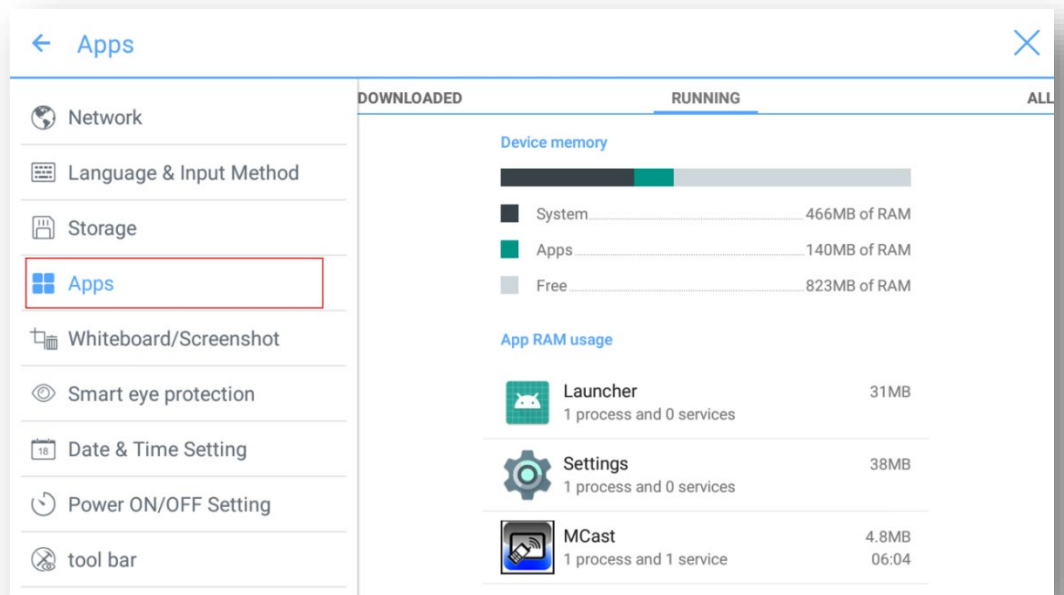 Apps
Network
Language & Input Method
Storage
Apps
Whiteboard/Screenshot
Smart eye protection
18
Date & Time Setting
Power ON/OFF Setting
tool bar
DOWNLOADED
RUNNING
ALL
Device memory
System 466MB of RAM
Apps 140MB of RAM
Free 823MB of RAM
App RAM usage
Launcher 31MB
1 process and 0 services
Settings 38MB
1 process and 0 services
MCast 4.8MB
1 process and 1 service 06:04